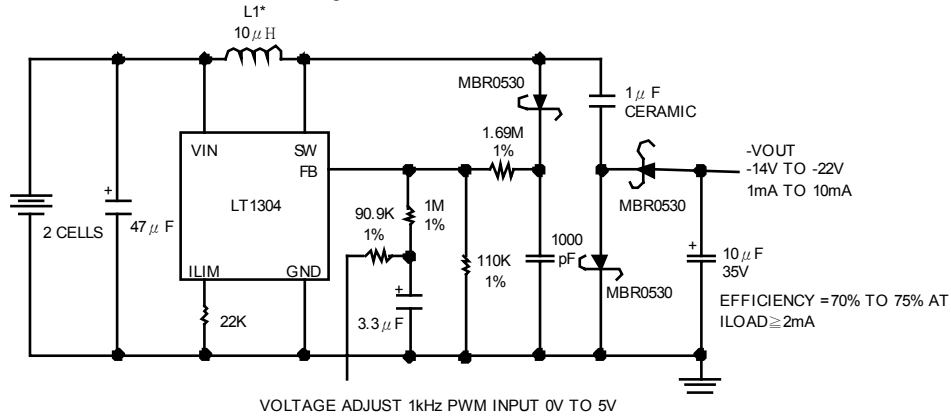 L1*
10μH
MBR0530
1μF
CERAMIC
1.69M
1%
VIN
SW
FB
-VOUT
-14V TO -22V
1mA TO 10mA
LT1304
MBR0530
+
2 CELLS
47μF
90.9K
1%
1M
1%
110K
1%
1000
pF
+
10μF
35V
ILIM
GND
+
MBR0530
22K
3.3μF
EFFICIENCY =70% TO 75% AT
ILOAD≧2mA
VOLTAGE ADJUST 1kHz PWM INPUT 0V TO 5V